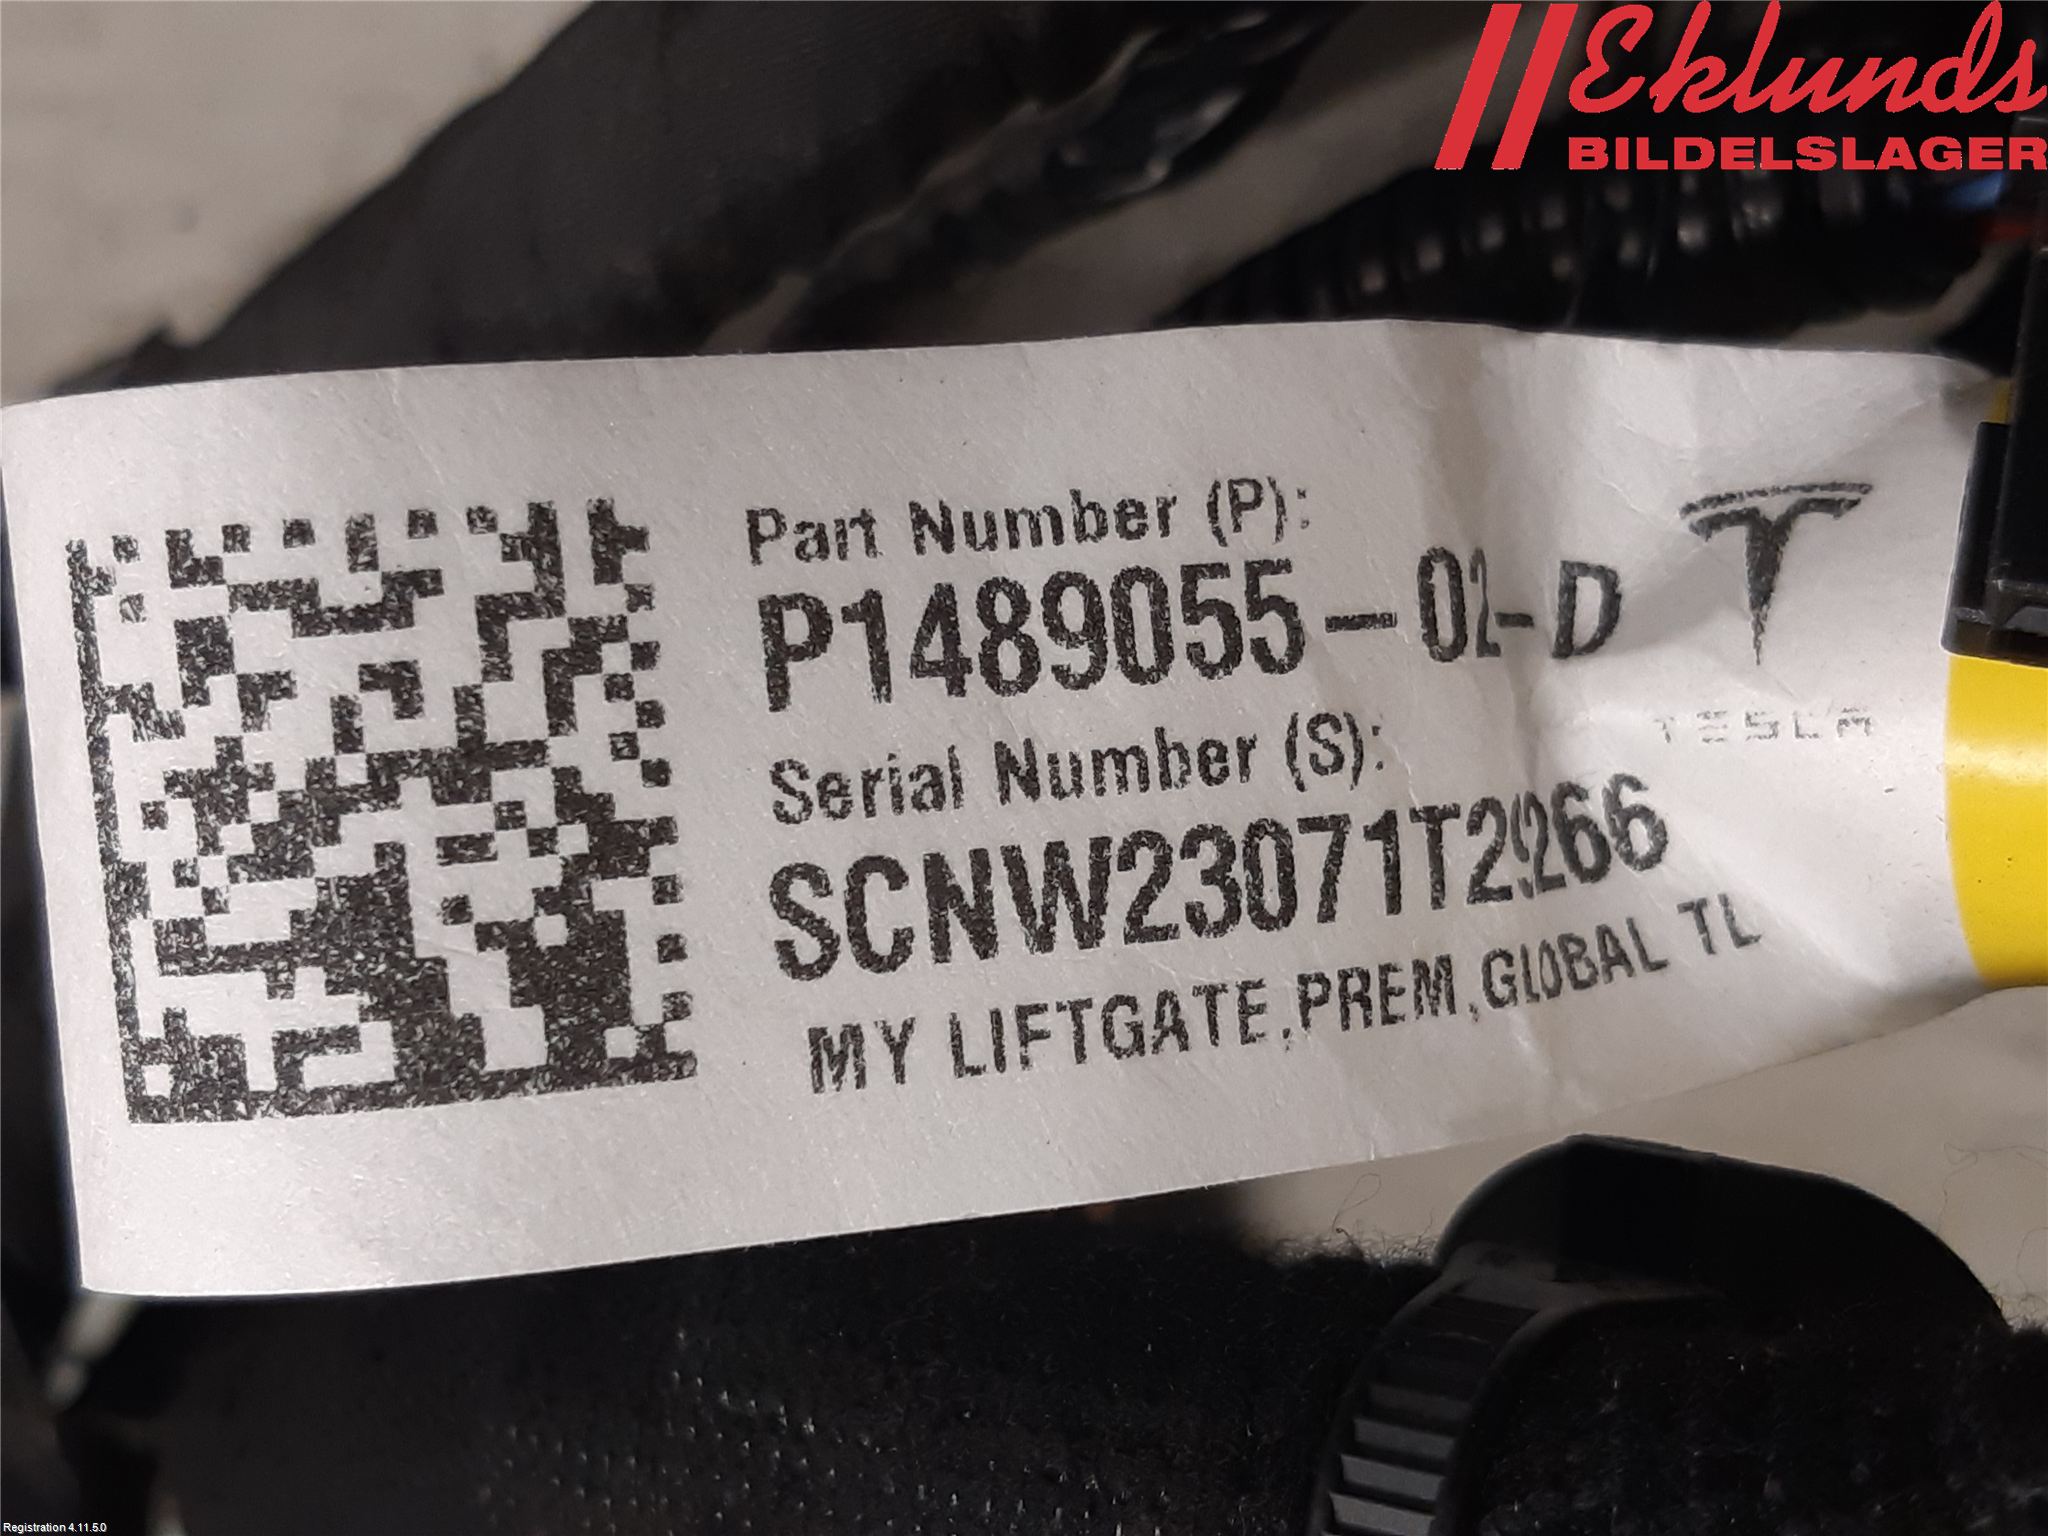 Eklunds
BILDELSLAGER
Part Number (P):
P1489055-02-D
TESLA
Serial Number (S):
SCNW23071T29266
MY LIFTGATE,PREM,GLOBAL TL
Registration 4.11.5.0